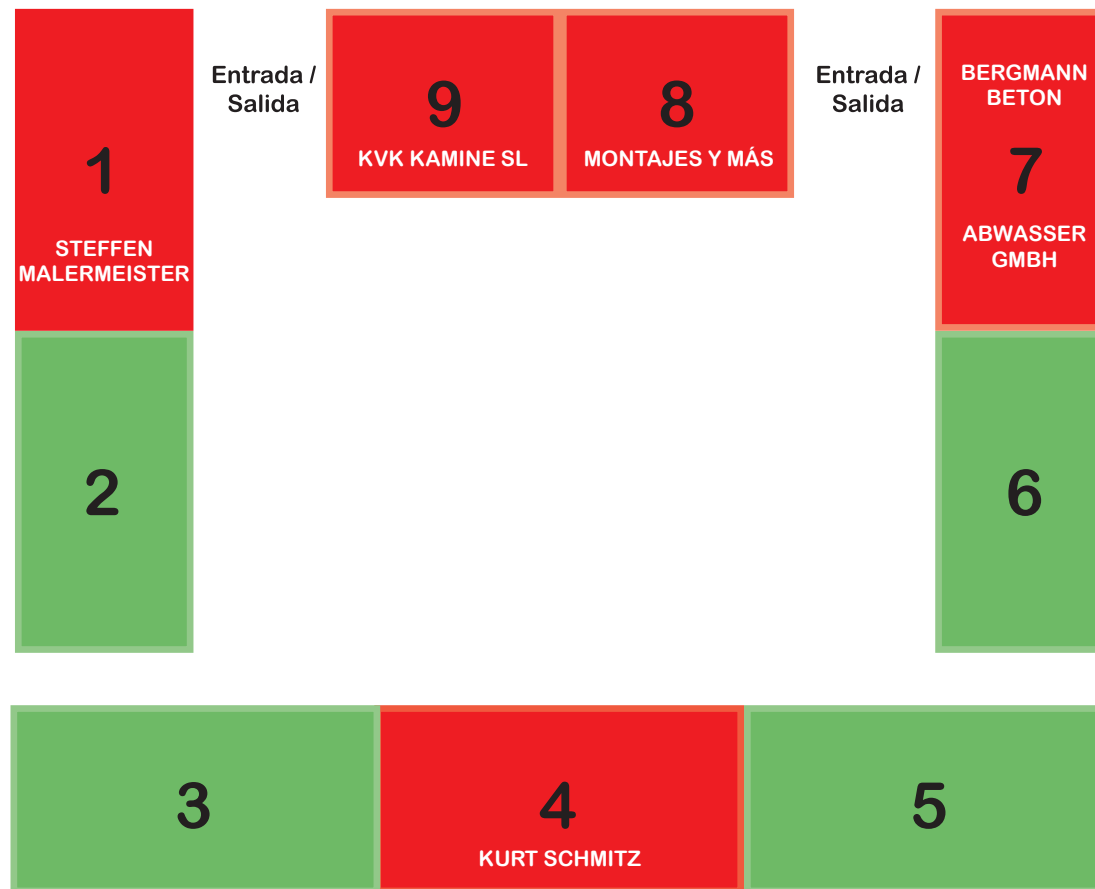 1
STEFFEN
MALERMEISTER
Entrada /
Salida
9
KVK KAMINE SL
8
MONTAJES Y MÁS
Entrada /
Salida
BERGMANN
BETON
7
ABWASSER
GMBH
2
6
3
4
KURT SCHMITZ
5